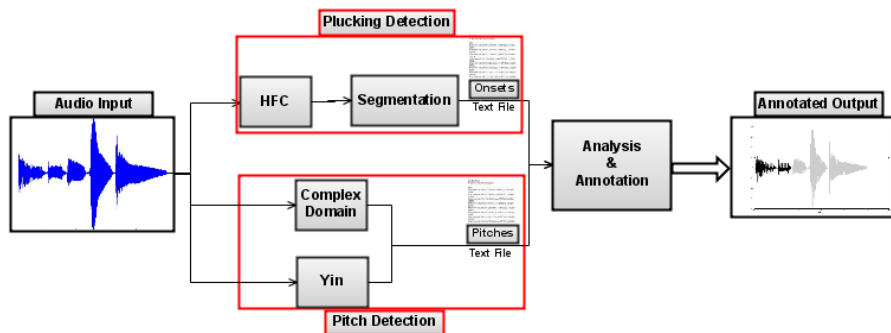 Plucking Detection
Audio Input
HFC
Segmentation
Onsets
Text File
Analysis
&
Annotation
Annotated Output
Complex
Domain
Yin
Pitches
Text File
Pitch Detection